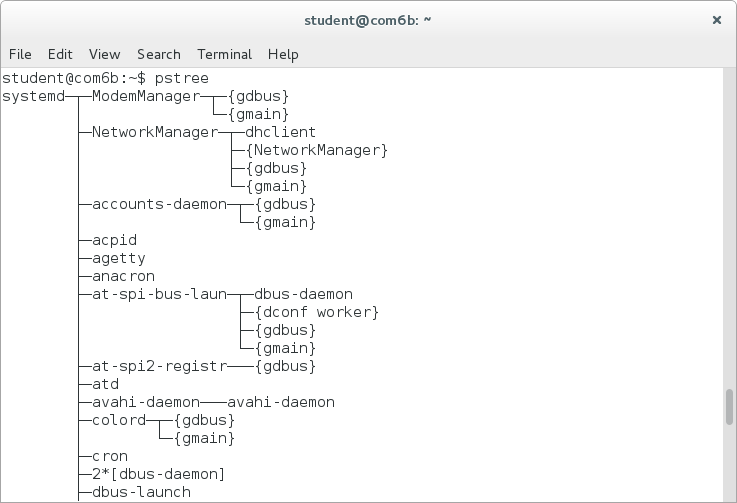 student@com6b: ~
File Edit View Search Terminal Help
student@com6b:~$ pstree
systemd─┬─ModemManager─┬─{gdbus}
        │              └─{gmain}
        ├─NetworkManager─┬─dhclient
        │                ├─{NetworkManager}
        │                ├─{gdbus}
        │                └─{gmain}
        ├─accounts-daemon─┬─{gdbus}
        │                 └─{gmain}
        ├─acpid
        ├─agetty
        ├─anacron
        ├─at-spi-bus-laun─┬─dbus-daemon
        │                 ├─{dconf worker}
        │                 ├─{gdbus}
        │                 └─{gmain}
        ├─at-spi2-registr───{gdbus}
        ├─atd
        ├─avahi-daemon───avahi-daemon
        ├─colord─┬─{gdbus}
        │        └─{gmain}
        ├─cron
        ├─2*[dbus-daemon]
        ├─dbus-launch